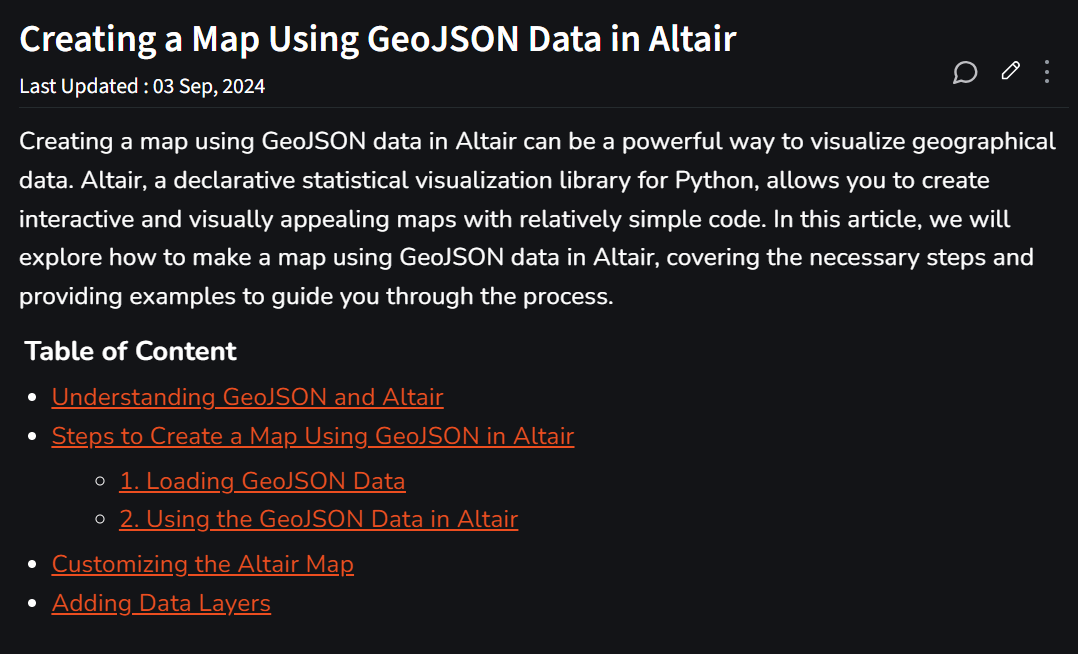 Creating a Map Using GeoJSON Data in Altair
Last Updated : 03 Sep, 2024
Creating a map using GeoJSON data in Altair can be a powerful way to visualize geographical
data. Altair, a declarative statistical visualization library for Python, allows you to create
interactive and visually appealing maps with relatively simple code. In this article, we will
explore how to make a map using GeoJSON data in Altair, covering the necessary steps and
providing examples to guide you through the process.
Table of Content
Understanding GeoJSON and Altair
Steps to Create a Map Using GeoJSON in Altair
1. Loading GeoJSON Data
2. Using the GeoJSON Data in Altair
Customizing the Altair Map
Adding Data Layers